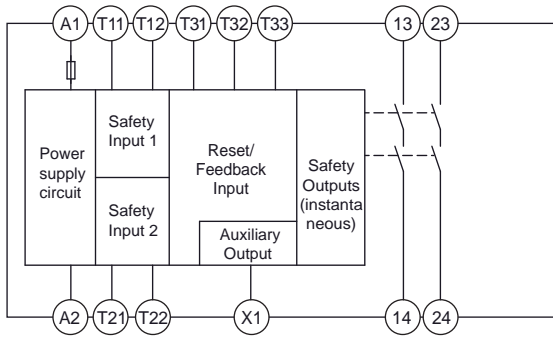 A1 T11 T12 T31 T32 T33 13 23
Power
supply
circuit
Safety
Input 1
Safety
Input 2
Reset/
Feedback
Input
Auxiliary
Output
Safety
Outputs
(instanta
neous)
A2 T21 T22 X1 14 24